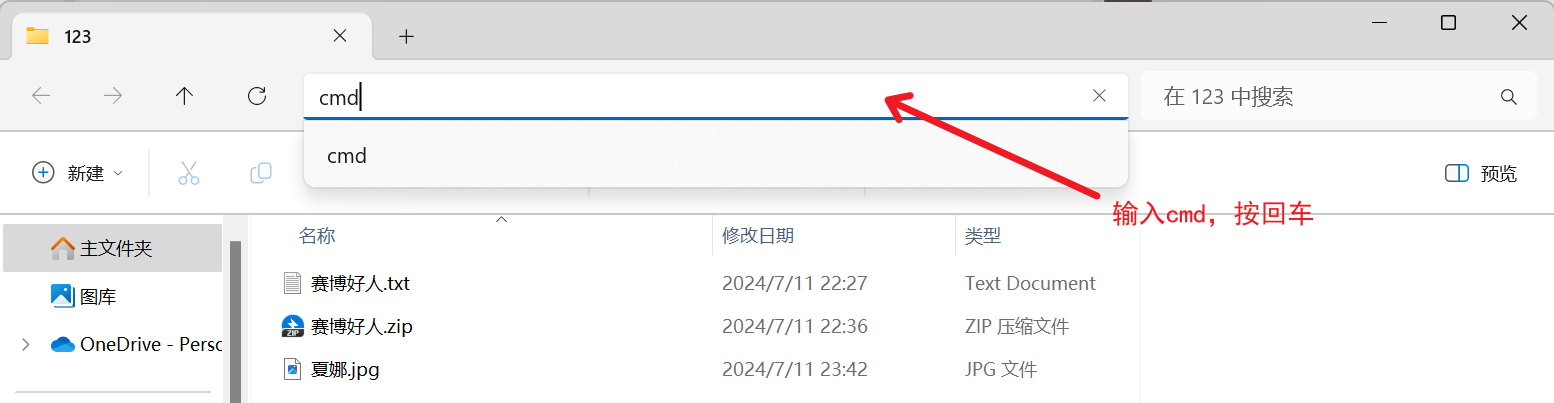 123
cmd
在 123 中搜索
cmd
新建
预览
输入cmd，按回车
名称 修改日期 类型
主文件夹
赛博好人.txt 2024/7/11 22:27 Text Document
图库
赛博好人.zip 2024/7/11 22:36 ZIP 压缩文件
OneDrive - Persc
夏娜.jpg 2024/7/11 23:42 JPG 文件
ZIP